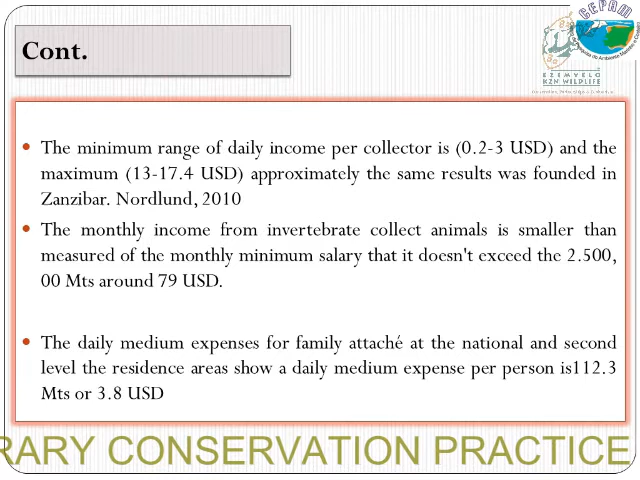 Cont.
CEPAM
EZEMVELO
KZN WILDLIFE
The minimum range of daily income per collector is (0.2-3 USD) and the
maximum (13-17.4 USD) approximately the same results was founded in
Zanzibar. Nordlund, 2010
The monthly income from invertebrate collect animals is smaller than
measured of the monthly minimum salary that it doesn't exceed the 2.500,
00 Mts around 79 USD.
The daily medium expenses for family attaché at the national and second
level the residence areas show a daily medium expense per person is112.3
Mts or 3.8 USD
RARY CONSERVATION PRACTICE